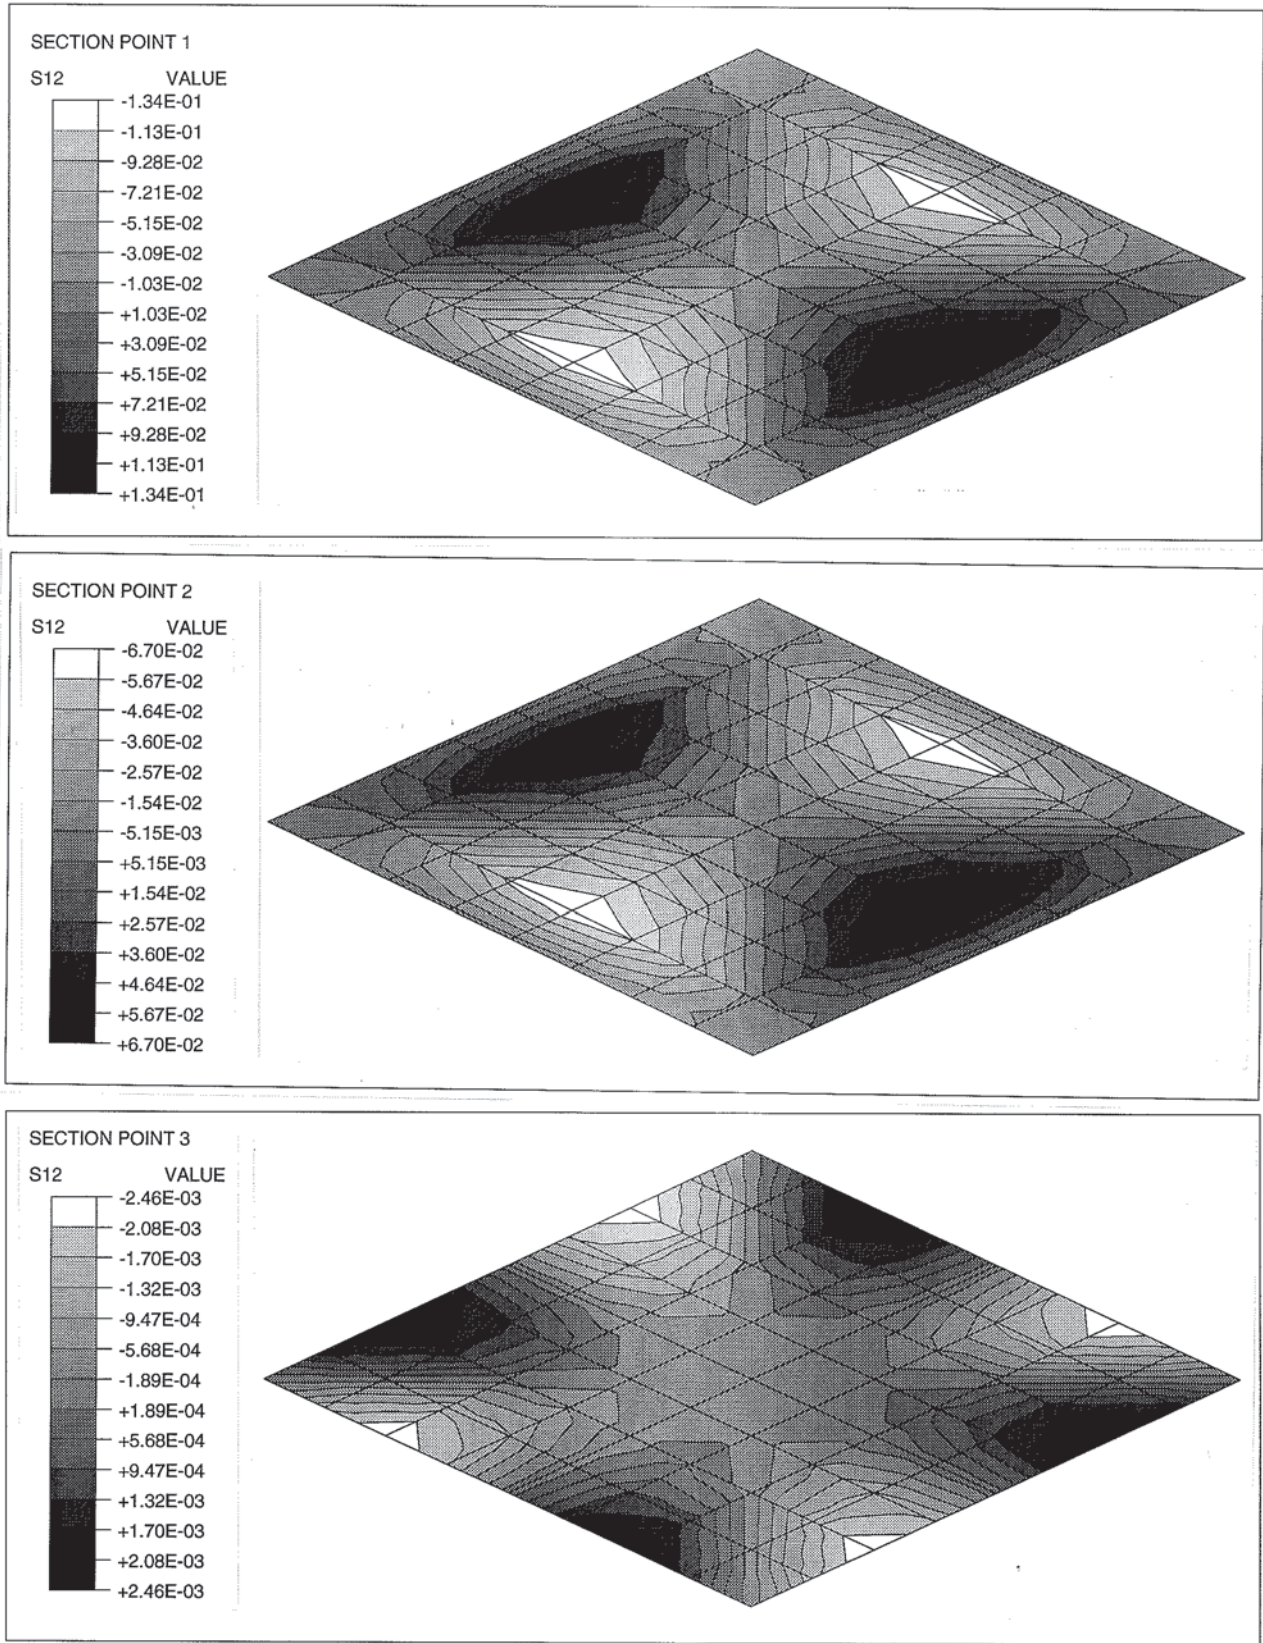 SECTION POINT 1
S12 VALUE
-1.34E-01
-1.13E-01
-9.28E-02
-7.21E-02
-5.15E-02
-3.09E-02
-1.03E-02
+1.03E-02
+3.09E-02
+5.15E-02
+7.21E-02
+9.28E-02
+1.13E-01
+1.34E-01
SECTION POINT 2
S12 VALUE
-6.70E-02
-5.67E-02
-4.64E-02
-3.60E-02
-2.57E-02
-1.54E-02
-5.15E-03
+5.15E-03
+1.54E-02
+2.57E-02
+3.60E-02
+4.64E-02
+5.67E-02
+6.70E-02
SECTION POINT 3
S12 VALUE
-2.46E-03
-2.08E-03
-1.70E-03
-1.32E-03
-9.47E-04
-5.68E-04
-1.89E-04
+1.89E-04
+5.68E-04
+9.47E-04
+1.32E-03
+1.70E-03
+2.08E-03
+2.46E-03